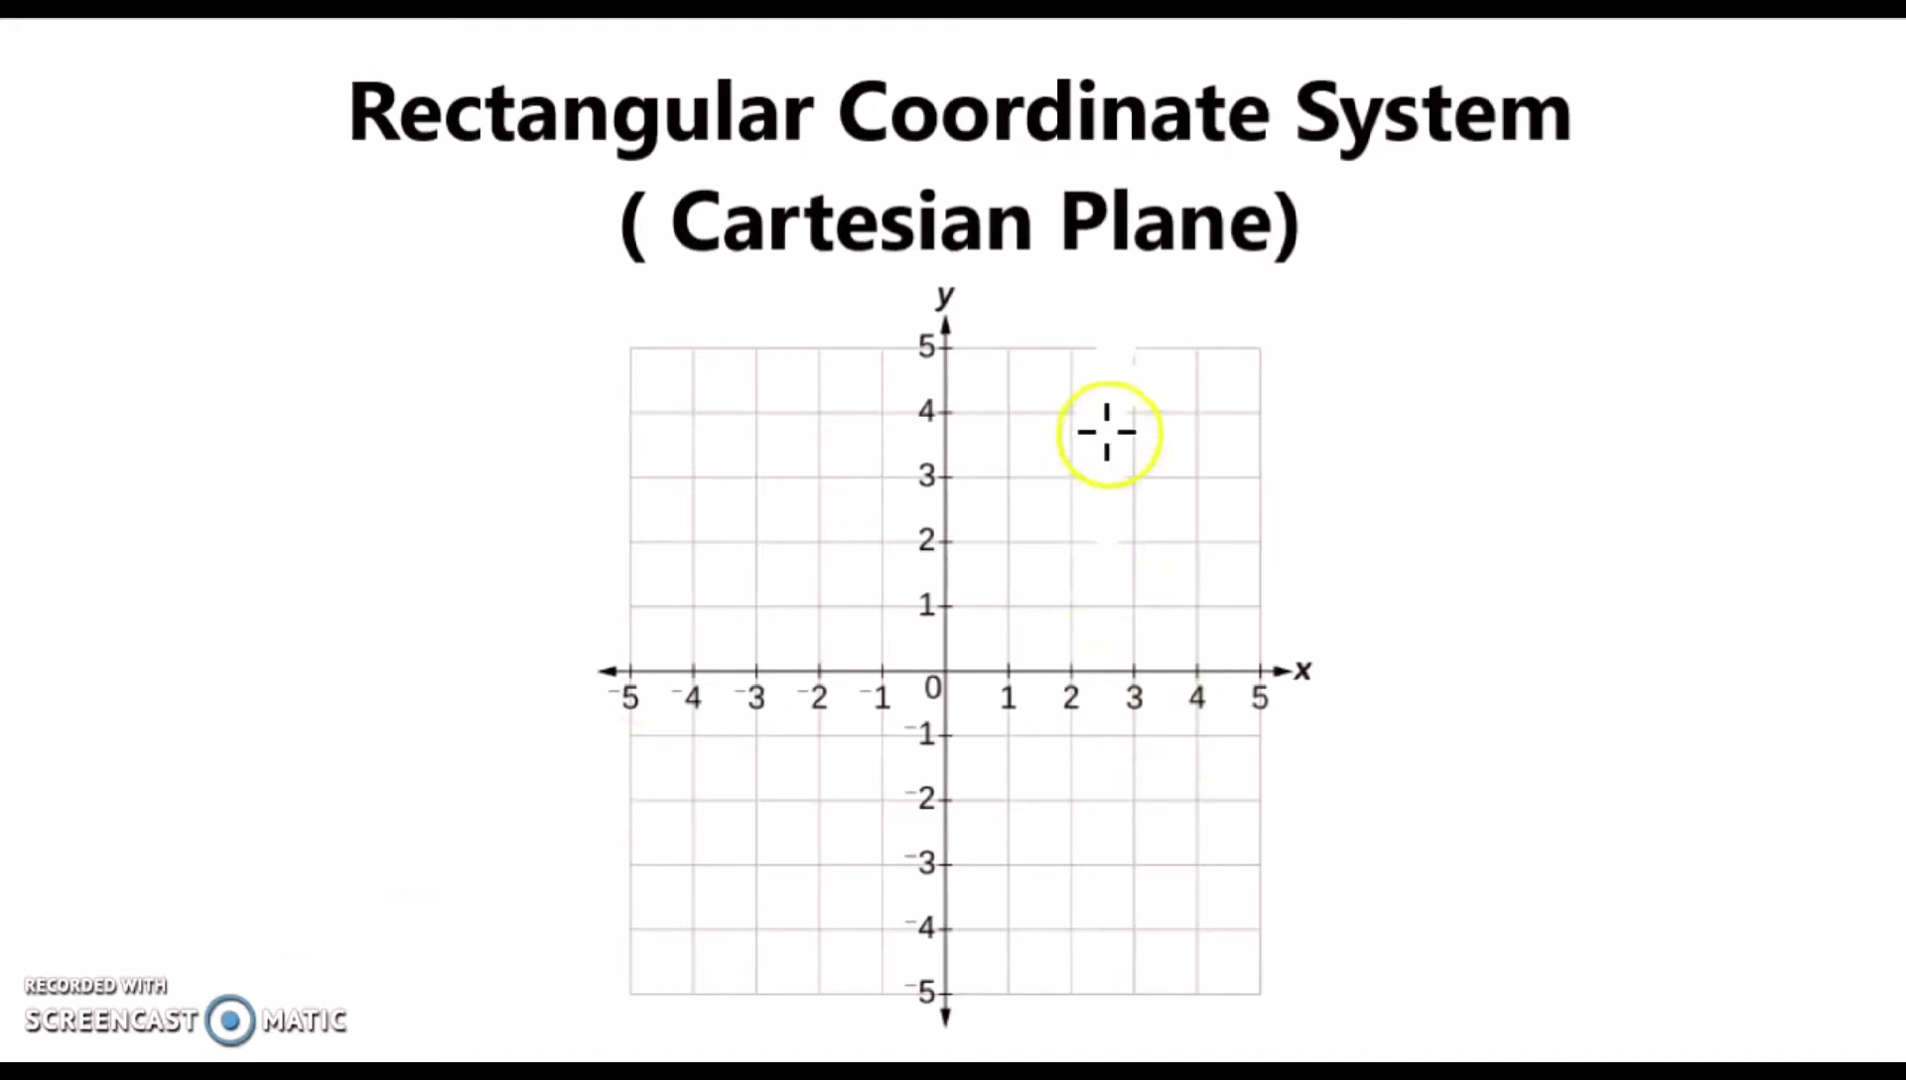 Rectangular Coordinate System
( Cartesian Plane)
y
5
4
3
2
1
x
⁻5 ⁻4 ⁻3 ⁻2 ⁻1 0 1 2 3 4 5
⁻1
⁻2
⁻3
⁻4
⁻5
RECORDED WITH
SCREENCAST MATIC